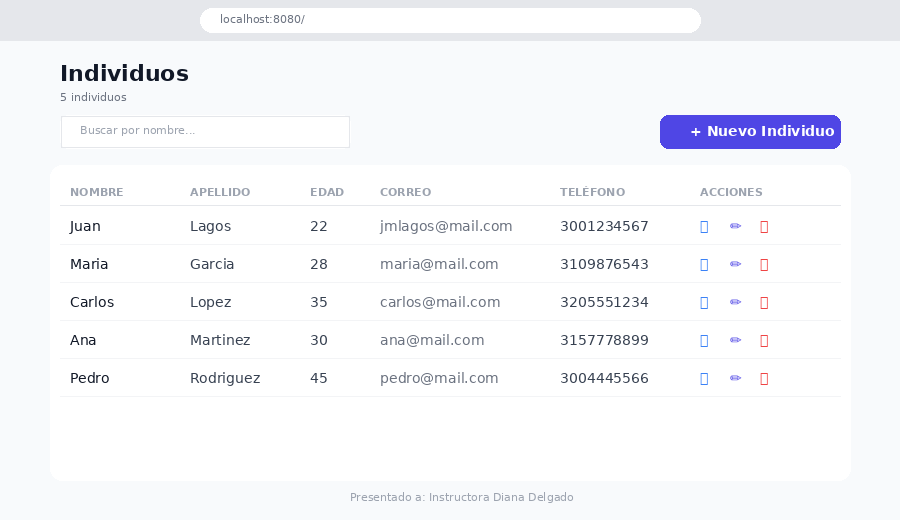 localhost:8080/
Individuos
5 individuos
Buscar por nombre...
+ Nuevo Individuo
NOMBRE APELLIDO EDAD CORREO TELÉFONO ACCIONES
Juan Lagos 22 jmlagos@mail.com 3001234567
Maria Garcia 28 maria@mail.com 3109876543
Carlos Lopez 35 carlos@mail.com 3205551234
Ana Martinez 30 ana@mail.com 3157778899
Pedro Rodriguez 45 pedro@mail.com 3004445566
Presentado a: Instructora Diana Delgado